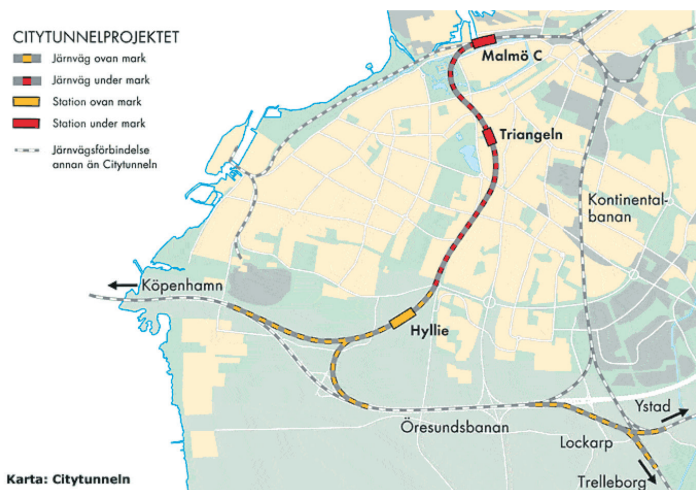 CITYTUNNELPROJEKTET
Järnväg ovan mark
Järnväg under mark
Station ovan mark
Station under mark
Järnvägsförbindelse
annan än Citytunneln
Malmö C
Triangeln
Kontinental-
banan
Köpenhamn
Hyllie
Öresundsbanan
Ystad
Lockarp
Trelleborg
Karta: Citytunneln